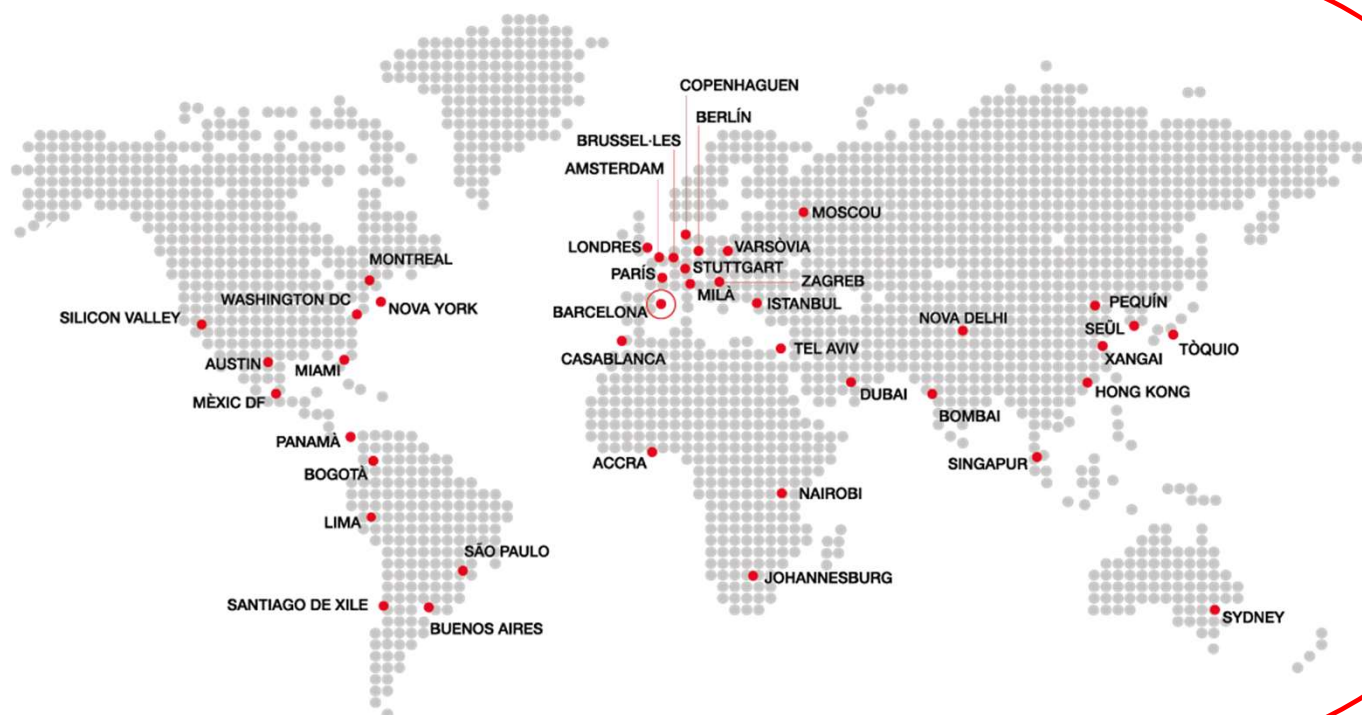 COPENHAGUEN
BERLÍN
BRUSSEL·LES
AMSTERDAM
MOSCOU
LONDRES
VARSÒVIA
MONTREAL
PARÍS
STUTTGART
ZAGREB
WASHINGTON DC
NOVA YORK
MILÀ
ISTANBUL
PEQUÍN
SILICON VALLEY
BARCELONA
NOVA DELHI
SEÜL
TÒQUIO
AUSTIN
MIAMI
CASABLANCA
TEL AVIV
XANGAI
MÈXIC DF
DUBAI
BOMBAI
HONG KONG
PANAMÀ
ACCRA
SINGAPUR
BOGOTÀ
NAIROBI
LIMA
SÃO PAULO
JOHANNESBURG
SANTIAGO DE XILE
BUENOS AIRES
SYDNEY